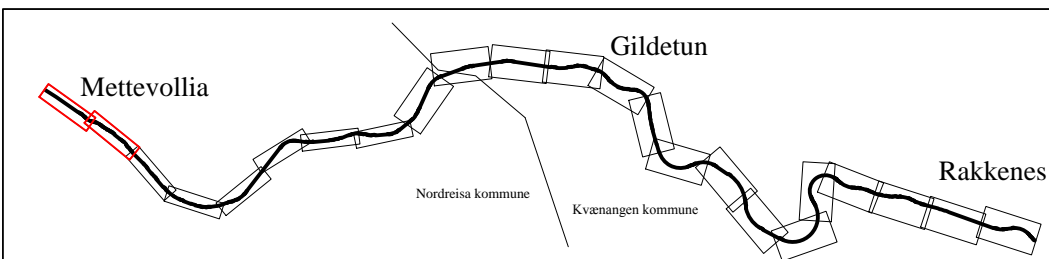 Gildetun
Mettevollia
Rakkenes
Nordreisa kommune
Kvænangen kommune